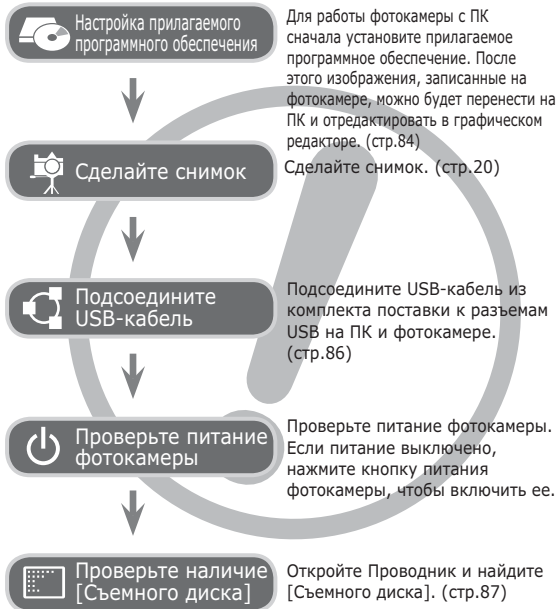 Настройка прилагаемого
программного обеспечения
Для работы фотокамеры с ПК
сначала установите прилагаемое
программное обеспечение. После
этого изображения, записанные на
фотокамере, можно будет перенести на
ПК и отредактировать в графическом
редакторе. (стр.84)
Сделайте снимок
Сделайте снимок. (стр.20)
Подсоедините
USB-кабель
Подсоедините USB-кабель из
комплекта поставки к разъемам
USB на ПК и фотокамере.
(стр.86)
Проверьте питание
фотокамеры
Проверьте питание фотокамеры.
Если питание выключено,
нажмите кнопку питания
фотокамеры, чтобы включить ее.
Проверьте наличие
[Съемного диска]
Откройте Проводник и найдите
[Съемного диска]. (стр.87)